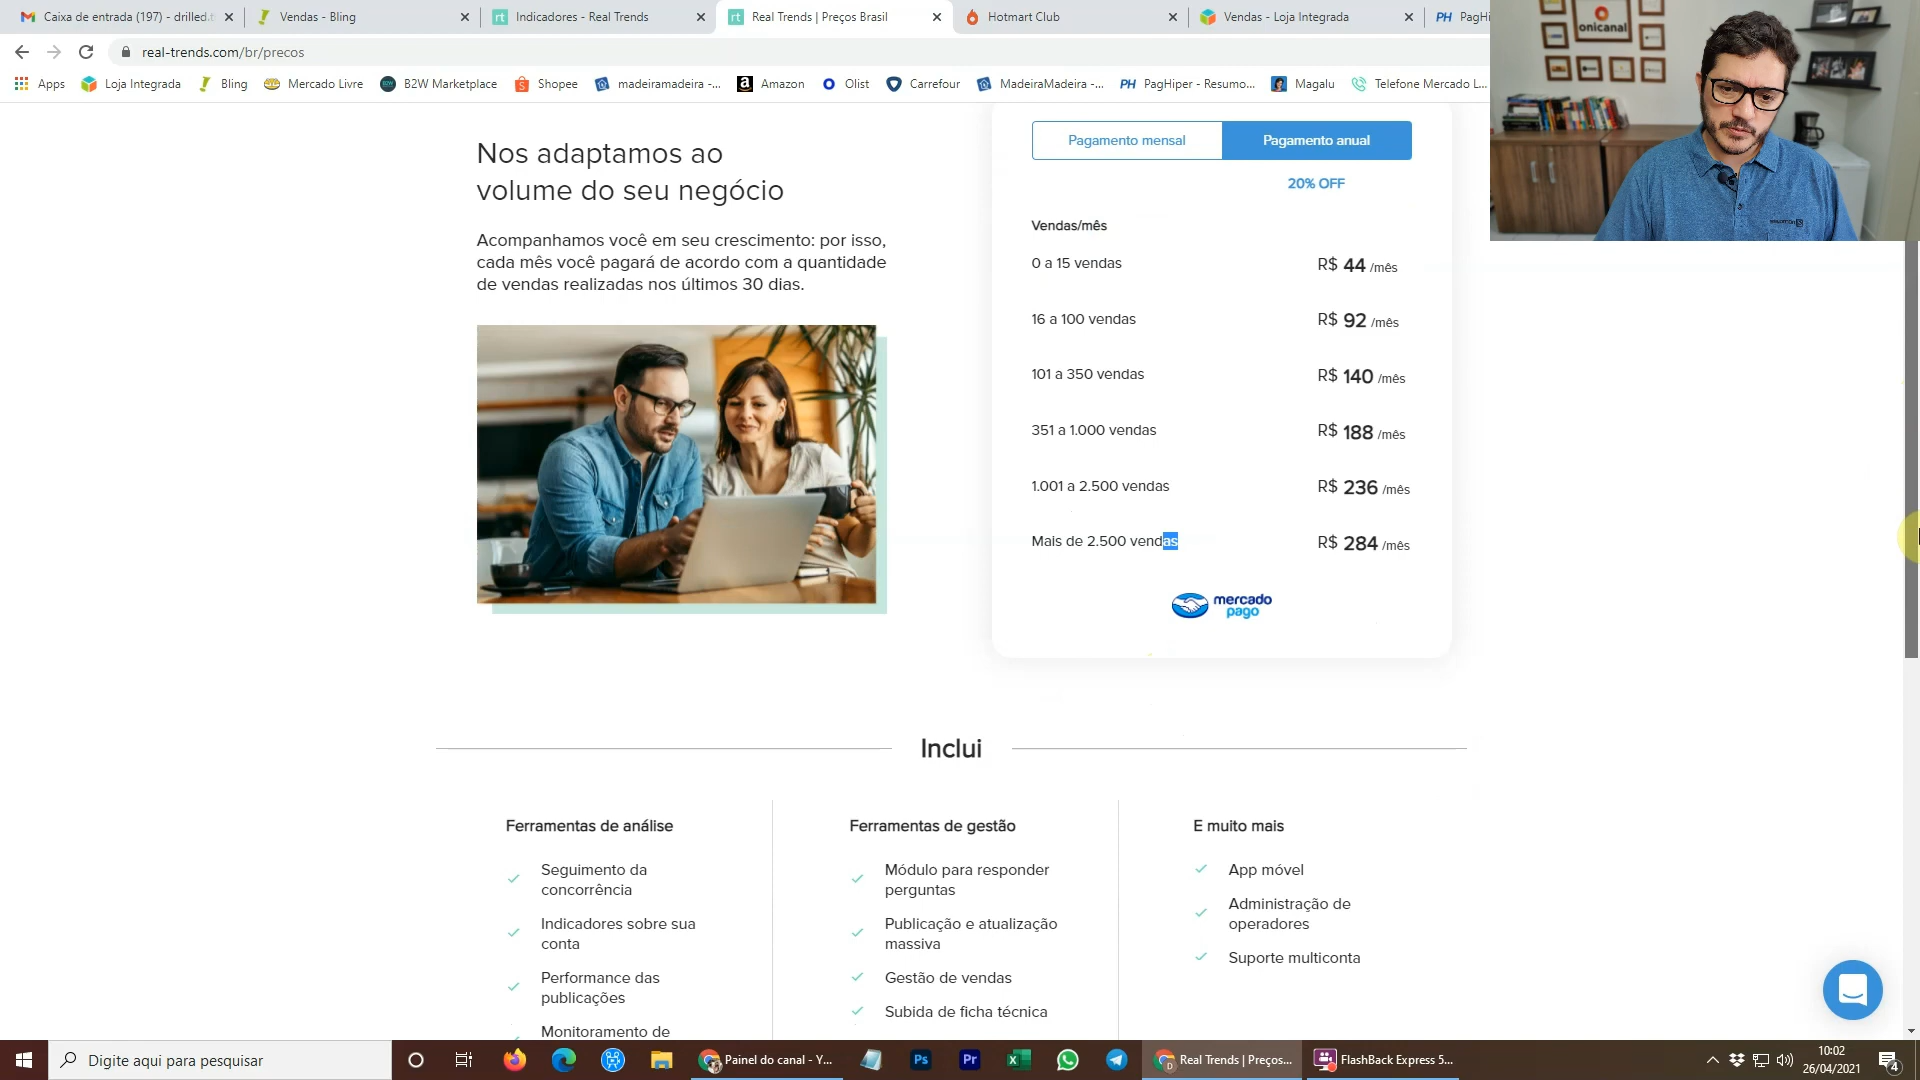 Caixa de entrada (197) - drilled.t
Vendas - Bling
Indicadores - Real Trends
Real Trends | Preços Brasil
Hotmart Club
Vendas - Loja Integrada
PH PagHi
real-trends.com/br/precos
Apps
Loja Integrada
Bling
Mercado Livre
B2W Marketplace
Shopee
madeiramadeira -...
Amazon
Olist
Carrefour
MadeiraMadeira -...
PH PagHiper - Resumo...
Magalu
Telefone Mercado L...
onicanal
Nos adaptamos ao
volume do seu negócio
Acompanhamos você em seu crescimento: por isso,
cada mês você pagará de acordo com a quantidade
de vendas realizadas nos últimos 30 dias.
Pagamento mensal
Pagamento anual
20% OFF
Vendas/mês
0 a 15 vendas R$ 44 /mês
16 a 100 vendas R$ 92 /mês
101 a 350 vendas R$ 140 /mês
351 a 1.000 vendas R$ 188 /mês
1.001 a 2.500 vendas R$ 236 /mês
Mais de 2.500 vendas R$ 284 /mês
mercado
pago
Inclui
Ferramentas de análise
Seguimento da
concorrência
Indicadores sobre sua
conta
Performance das
publicações
Monitoramento de
Ferramentas de gestão
Módulo para responder
perguntas
Publicação e atualização
massiva
Gestão de vendas
Subida de ficha técnica
E muito mais
App móvel
Administração de
operadores
Suporte multiconta
Digite aqui para pesquisar
Painel do canal - Y...
Real Trends | Preços...
FlashBack Express 5...
10:02
26/04/2021
4